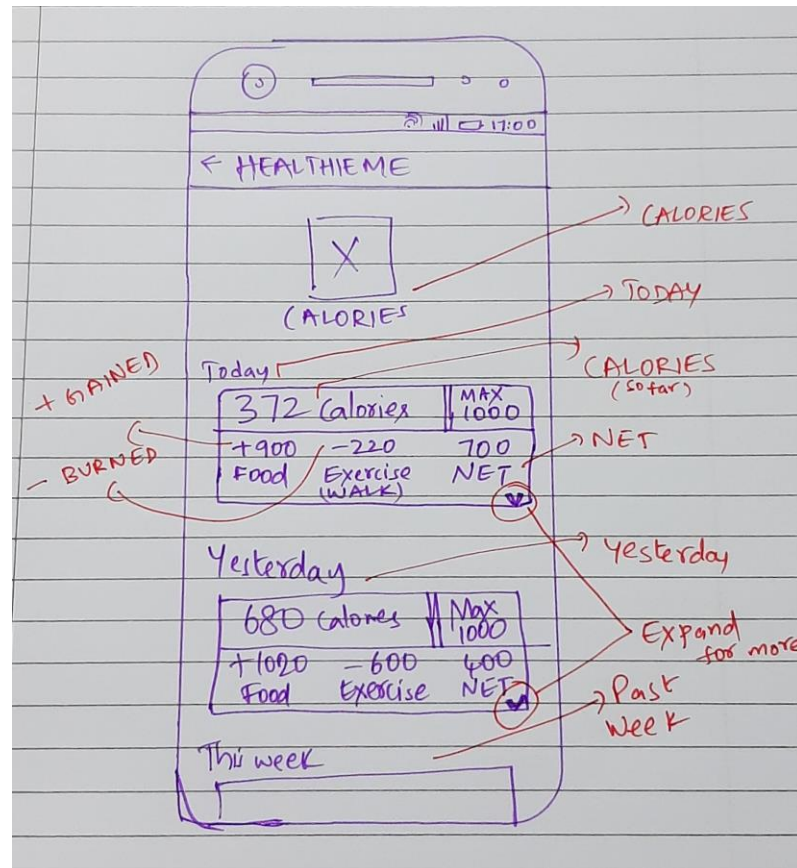 17:00
← HEALTHIEME
X
CALORIES
CALORIES
TODAY
Today
CALORIES
(so far)
+ GAINED
372 Calories
MAX
1000
+900 -220 700
NET
- BURNED
Food Exercise NET
(WALK)
Yesterday
Yesterday
680 Calories
Max
1000
Expand
for more
+1020 -600 400
Food Exercise NET
Past
Week
This week